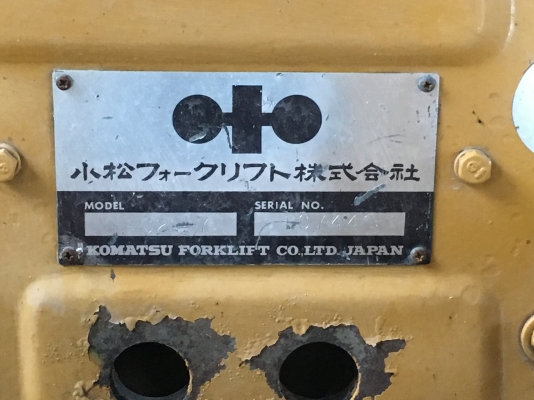 小松フォークリフト株式会社
MODEL SERIAL NO.
KOMATSU FORKLIFT CO.,LTD. JAPAN